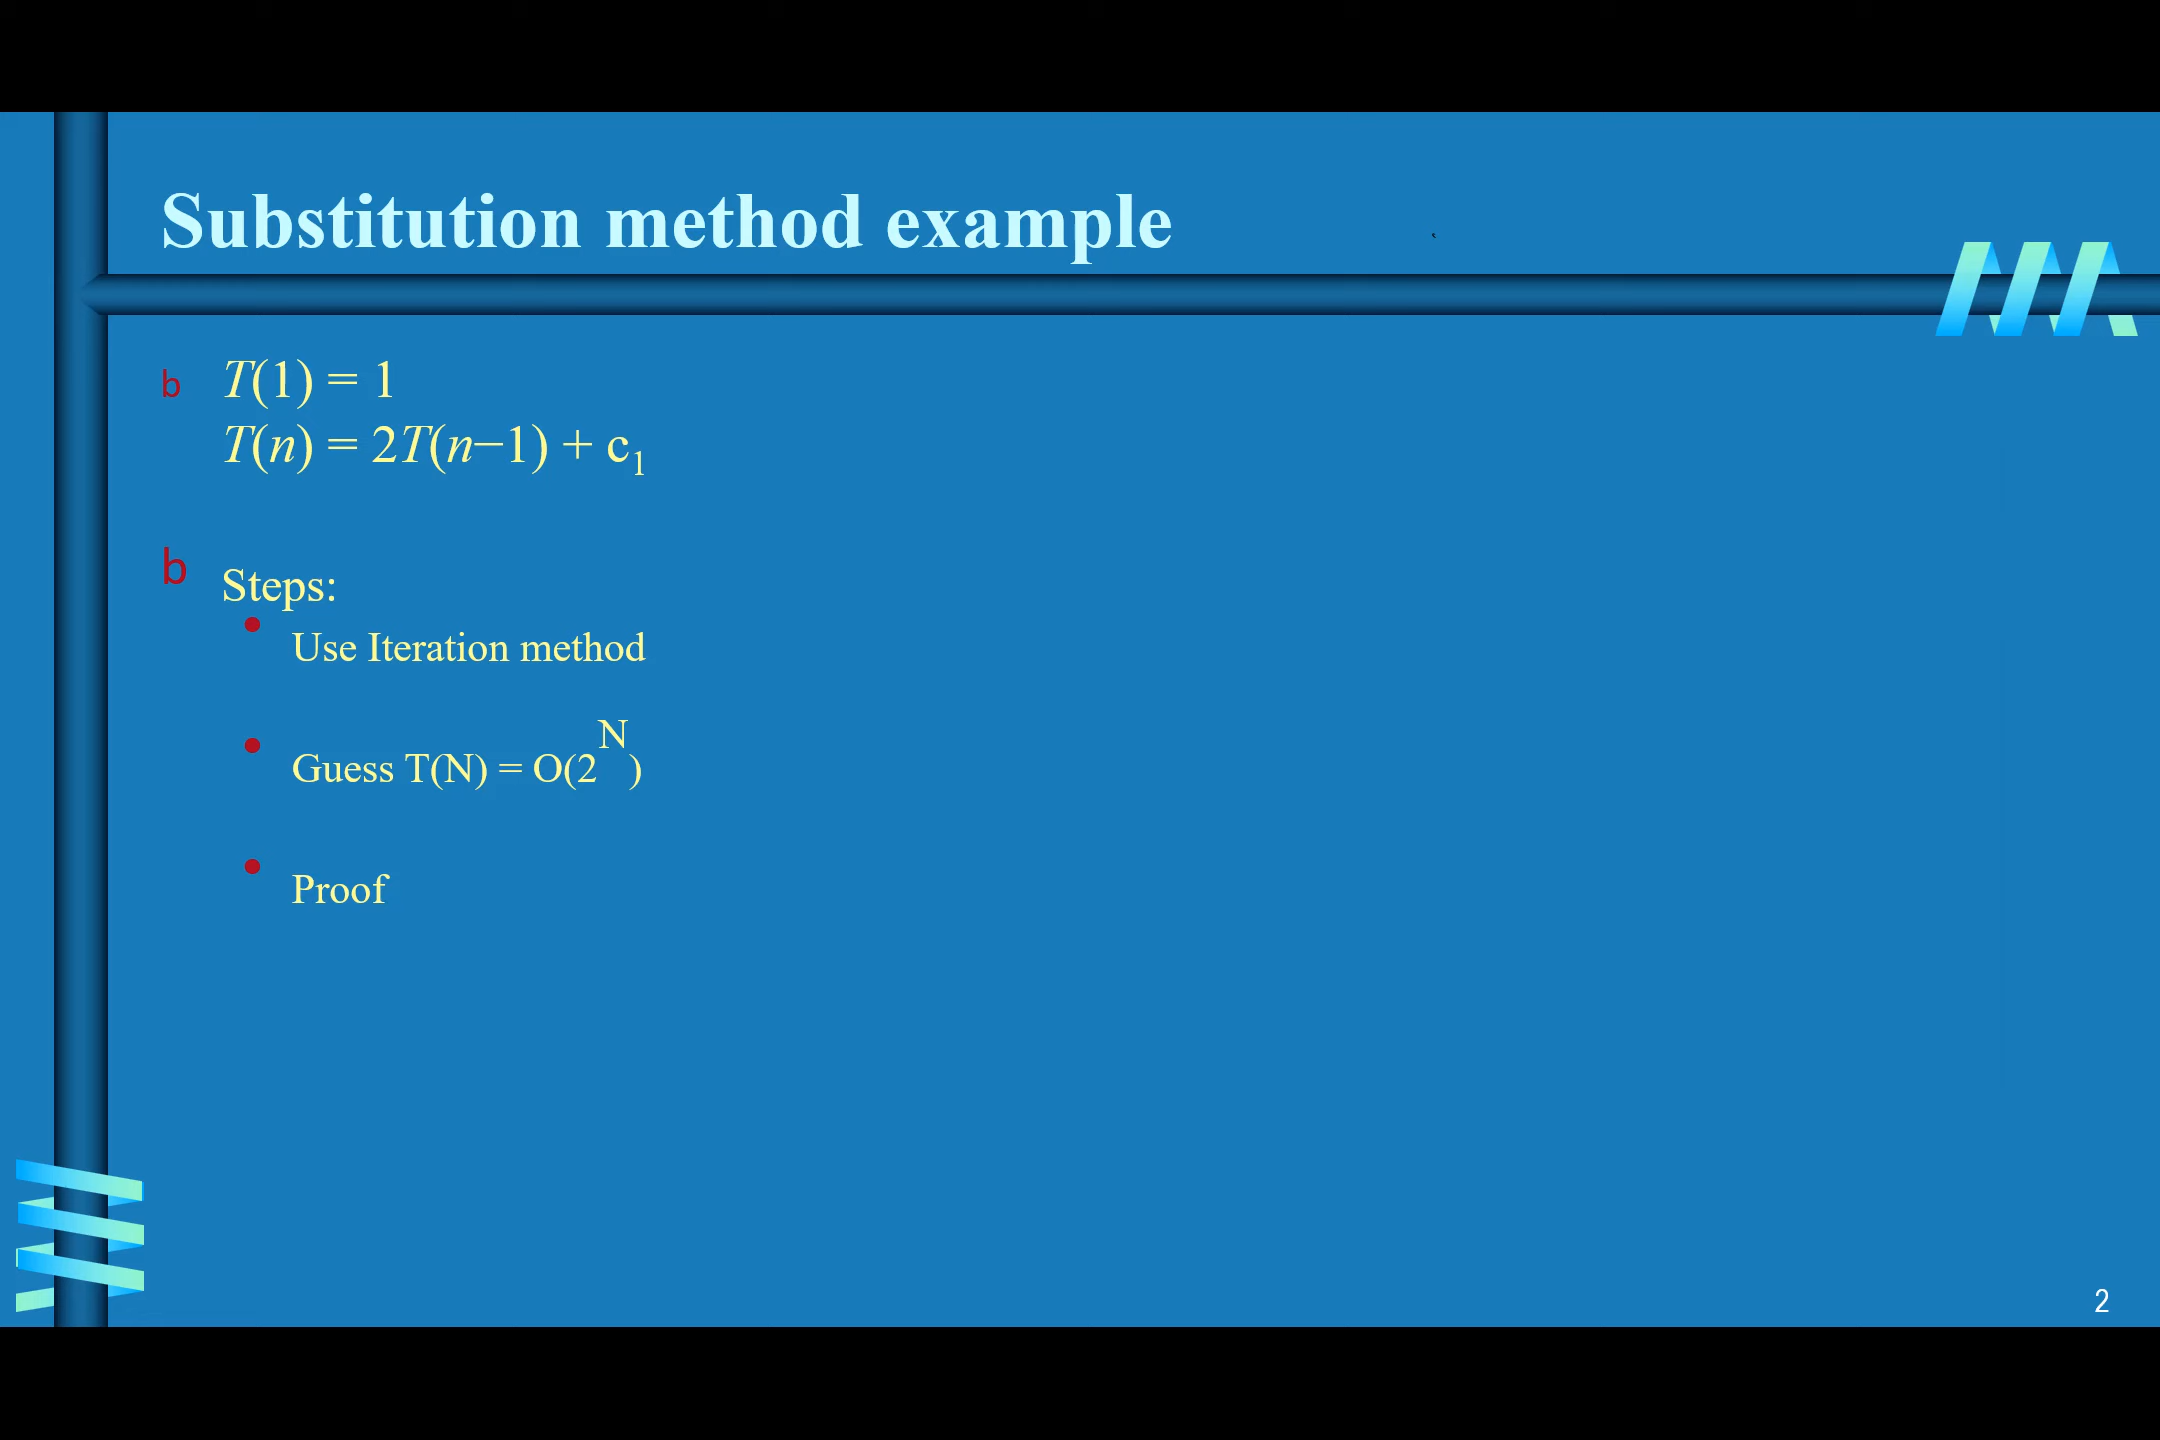 Substitution method example
b T(1) = 1
T(n) = 2T(n−1) + c₁
b Steps:
• Use Iteration method
• Guess T(N) = O(2^N)
• Proof
2